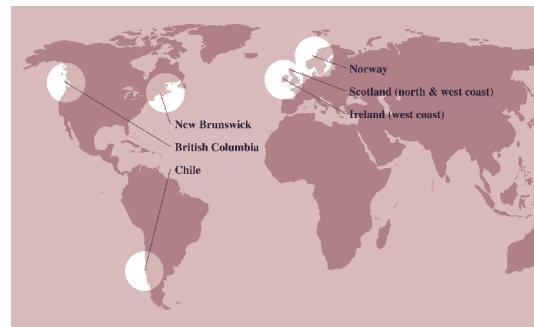 Norway
Scotland (north & west coast)
Ireland (west coast)
New Brunswick
British Columbia
Chile